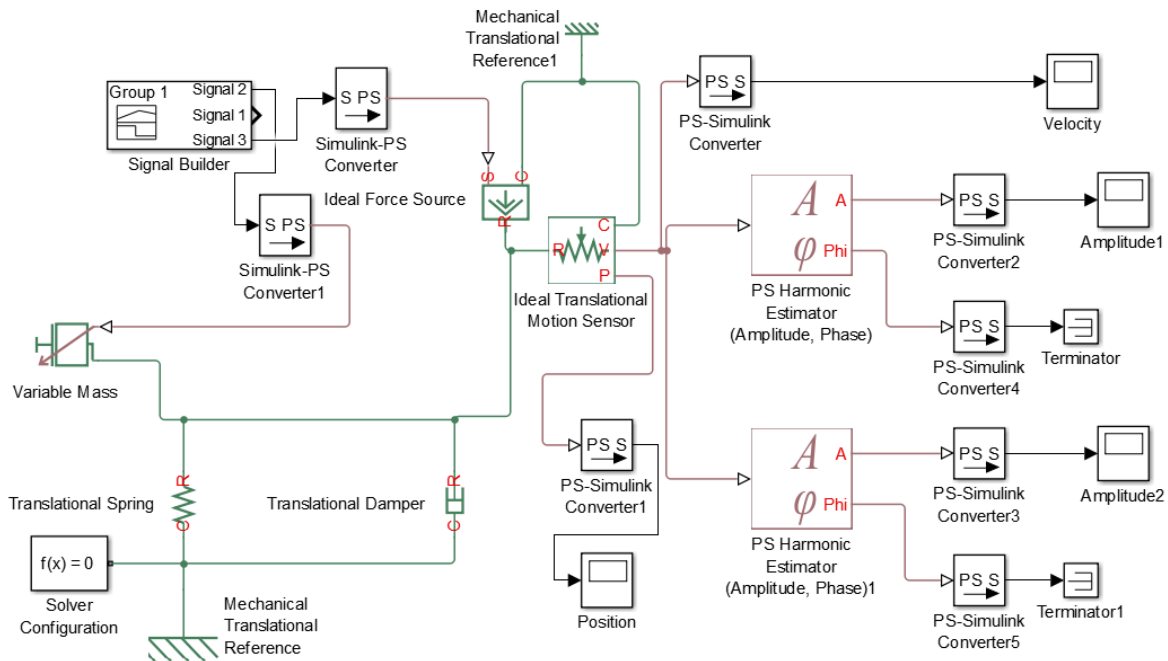 Mechanical
Translational
Reference1
Group 1
Signal 2
Signal 1
Signal 3
Signal Builder
S PS
Simulink-PS
Converter
S PS
Simulink-PS
Converter1
Ideal Force Source
S
C
R
R
C
V
P
Ideal Translational
Motion Sensor
PS S
PS-Simulink
Converter
Velocity
A
φ
A
Phi
PS Harmonic
Estimator
(Amplitude, Phase)
PS S
PS-Simulink
Converter2
Amplitude1
PS S
PS-Simulink
Converter4
Terminator
Variable Mass
Translational Spring
R
C
Translational Damper
R
C
f(x) = 0
Solver
Configuration
Mechanical
Translational
Reference
PS S
PS-Simulink
Converter1
Position
A
φ
A
Phi
PS Harmonic
Estimator
(Amplitude, Phase)1
PS S
PS-Simulink
Converter3
Amplitude2
PS S
PS-Simulink
Converter5
Terminator1